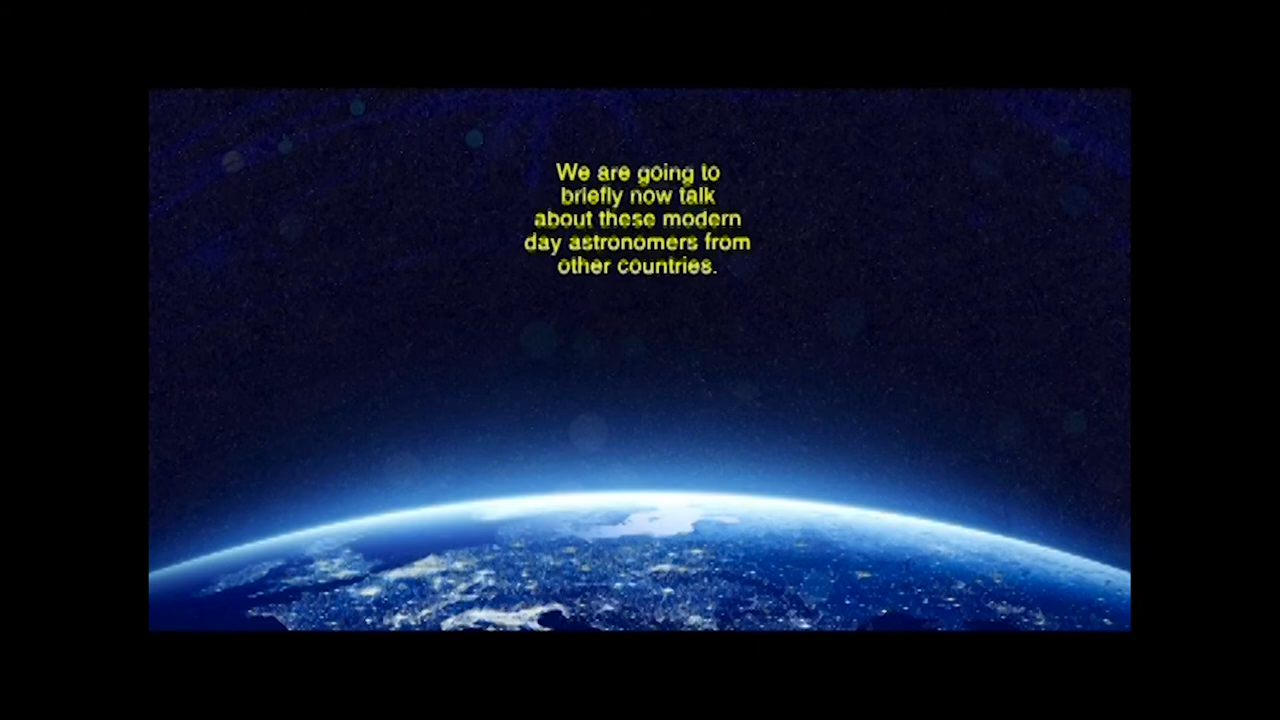 We are going to
briefly now talk
about these modern
day astronomers from
other countries.